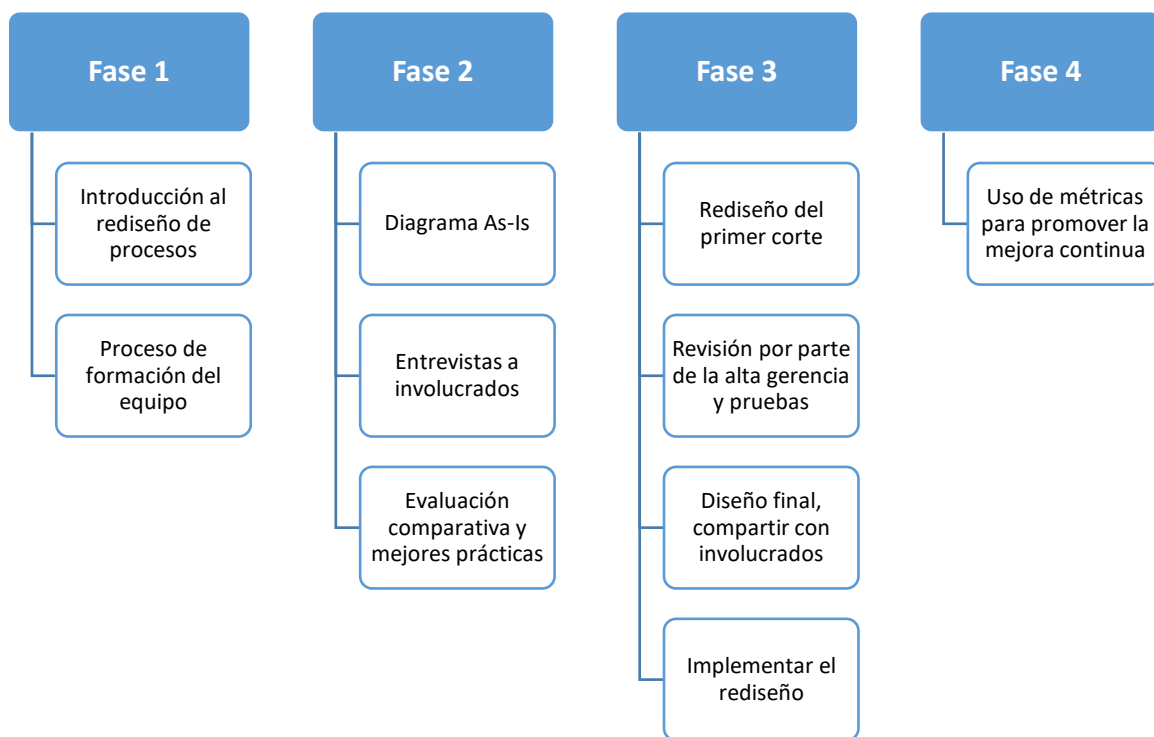 Fase 1
Introducción al
rediseño de
procesos
Proceso de
formación del
equipo
Fase 2
Diagrama As-Is
Entrevistas a
involucrados
Evaluación
comparativa y
mejores prácticas
Fase 3
Rediseño del
primer corte
Revisión por parte
de la alta gerencia
y pruebas
Diseño final,
compartir con
involucrados
Implementar el
rediseño
Fase 4
Uso de métricas
para promover la
mejora continua